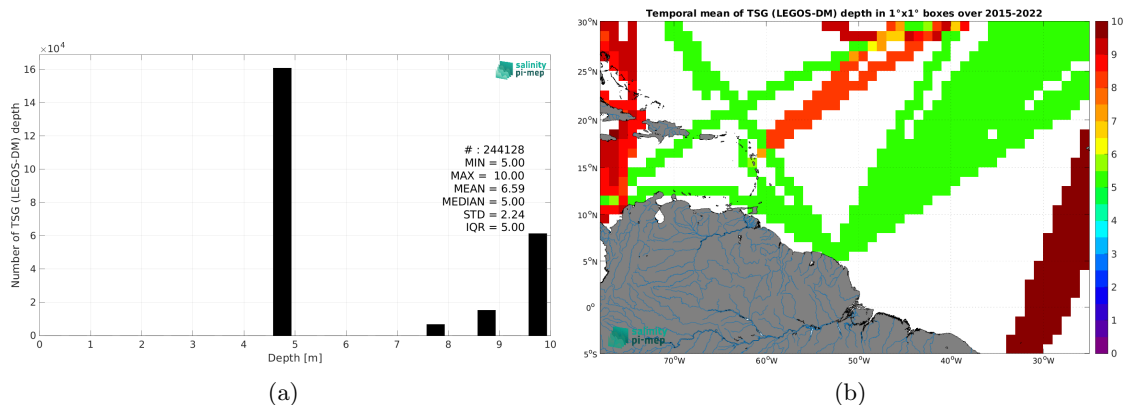 ×10⁴
16
14
12
10
8
6
4
2
0
Number of TSG (LEGOS-DM) depth
salinity
pi-mep
# : 244128
MIN = 5.00
MAX = 10.00
MEAN = 6.59
MEDIAN = 5.00
STD = 2.24
IQR = 5.00
0 1 2 3 4 5 6 7 8 9 10
Depth [m]
(a)
Temporal mean of TSG (LEGOS-DM) depth in 1°x1° boxes over 2015-2022
30°N
25°N
20°N
15°N
10°N
5°N
0°
5°S
salinity
pi-mep
70°W 60°W 50°W 40°W 30°W
10
9
8
7
6
5
4
3
2
1
0
(b)